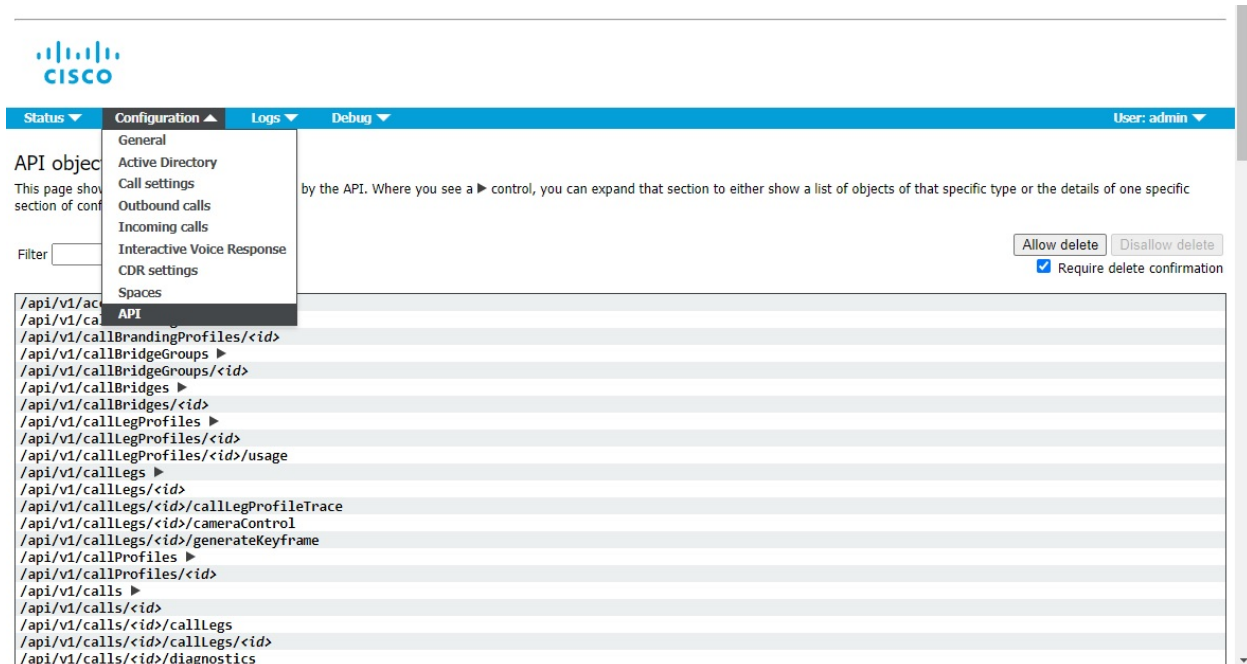 CISCO
Status ▼ Configuration ▲ Logs ▼ Debug ▼ User: admin ▼
General
Active Directory
Call settings
Outbound calls
Incoming calls
Interactive Voice Response
CDR settings
Spaces
API
API objec
This page sho by the API. Where you see a ▶ control, you can expand that section to either show a list of objects of that specific type or the details of one specific
section of conf
Filter
Allow delete Disallow delete
Require delete confirmation
/api/v1/ac
/api/v1/ca
/api/v1/callBrandingProfiles/<id>
/api/v1/callBridgeGroups ▶
/api/v1/callBridgeGroups/<id>
/api/v1/callBridges ▶
/api/v1/callBridges/<id>
/api/v1/callLegProfiles ▶
/api/v1/callLegProfiles/<id>
/api/v1/callLegProfiles/<id>/usage
/api/v1/callLegs ▶
/api/v1/callLegs/<id>
/api/v1/callLegs/<id>/callLegProfileTrace
/api/v1/callLegs/<id>/cameraControl
/api/v1/callLegs/<id>/generateKeyframe
/api/v1/callProfiles ▶
/api/v1/callProfiles/<id>
/api/v1/calls ▶
/api/v1/calls/<id>
/api/v1/calls/<id>/callLegs
/api/v1/calls/<id>/callLegs/<id>
/api/v1/calls/<id>/diagnostics